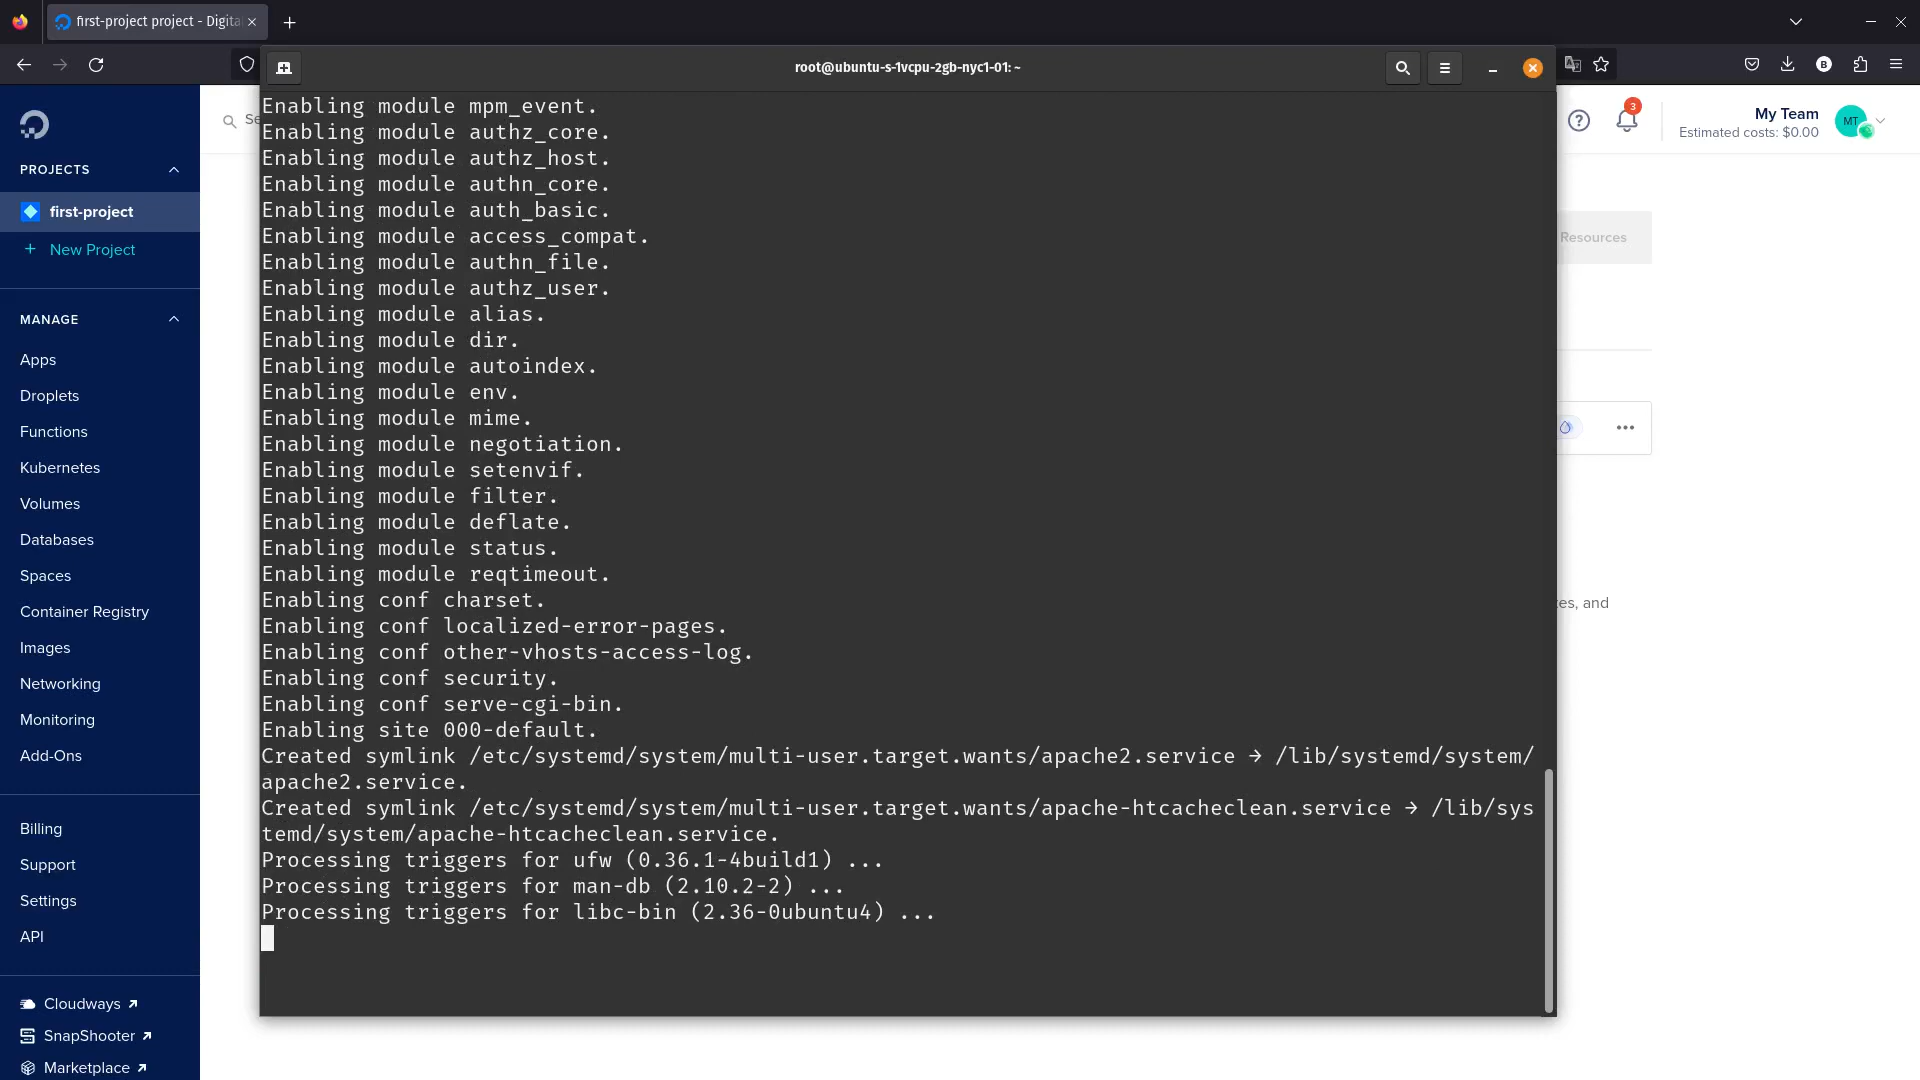 first-project project - Digita
root@ubuntu-s-1vcpu-2gb-nyc1-01: ~
B
Se
3
My Team
Estimated costs: $0.00
MT
PROJECTS
first-project
+ New Project
MANAGE
Apps
Droplets
Functions
Kubernetes
Volumes
Databases
Spaces
Container Registry
Images
Networking
Monitoring
Add-Ons
Billing
Support
Settings
API
Cloudways
SnapShooter
Marketplace
Enabling module mpm_event.
Enabling module authz_core.
Enabling module authz_host.
Enabling module authn_core.
Enabling module auth_basic.
Enabling module access_compat.
Enabling module authn_file.
Enabling module authz_user.
Enabling module alias.
Enabling module dir.
Enabling module autoindex.
Enabling module env.
Enabling module mime.
Enabling module negotiation.
Enabling module setenvif.
Enabling module filter.
Enabling module deflate.
Enabling module status.
Enabling module reqtimeout.
Enabling conf charset.
Enabling conf localized-error-pages.
Enabling conf other-vhosts-access-log.
Enabling conf security.
Enabling conf serve-cgi-bin.
Enabling site 000-default.
Created symlink /etc/systemd/system/multi-user.target.wants/apache2.service → /lib/systemd/system/
apache2.service.
Created symlink /etc/systemd/system/multi-user.target.wants/apache-htcacheclean.service → /lib/sys
temd/system/apache-htcacheclean.service.
Processing triggers for ufw (0.36.1-4build1) ...
Processing triggers for man-db (2.10.2-2) ...
Processing triggers for libc-bin (2.36-0ubuntu4) ...
Resources
es, and